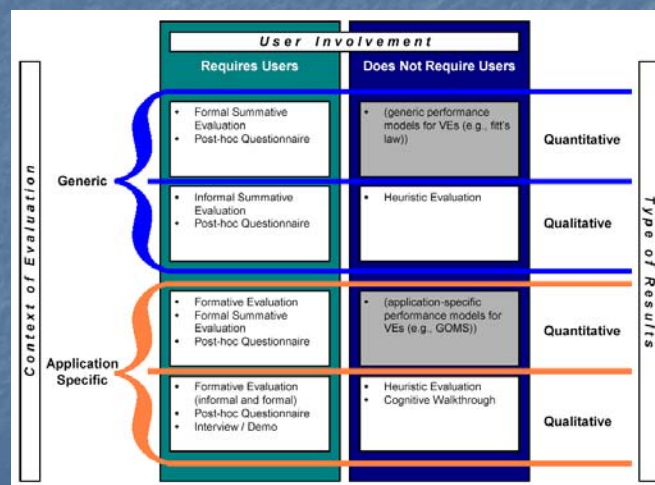 User Involvement
Requires Users
Does Not Require Users
Context of Evaluation
Type of Results
Generic
• Formal Summative
Evaluation
• Post-hoc Questionnaire
• (generic performance
models for VEs (e.g., fitt's
law))
Quantitative
• Informal Summative
Evaluation
• Post-hoc Questionnaire
• Heuristic Evaluation
Qualitative
Application
Specific
• Formative Evaluation
• Formal Summative
Evaluation
• Post-hoc Questionnaire
• (application-specific
performance models for
VEs (e.g., GOMS))
Quantitative
• Formative Evaluation
(informal and formal)
• Post-hoc Questionnaire
• Interview / Demo
• Heuristic Evaluation
• Cognitive Walkthrough
Qualitative